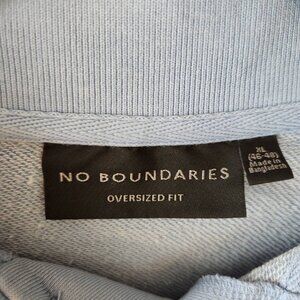 NO BOUNDARIES
OVERSIZED FIT
XL
(46-48)
Made in
Bangladesh